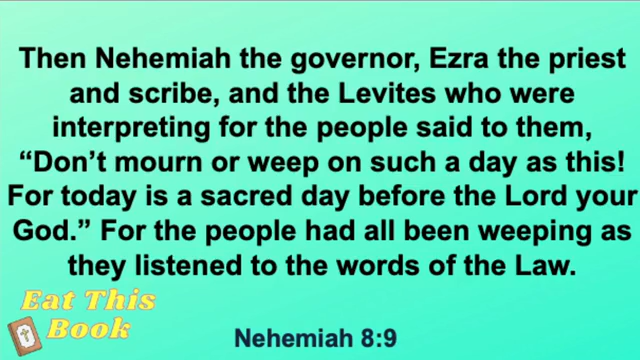 Then Nehemiah the governor, Ezra the priest
and scribe, and the Levites who were
interpreting for the people said to them,
“Don’t mourn or weep on such a day as this!
For today is a sacred day before the Lord your
God.” For the people had all been weeping as
they listened to the words of the Law.
Eat This
Book
Nehemiah 8:9